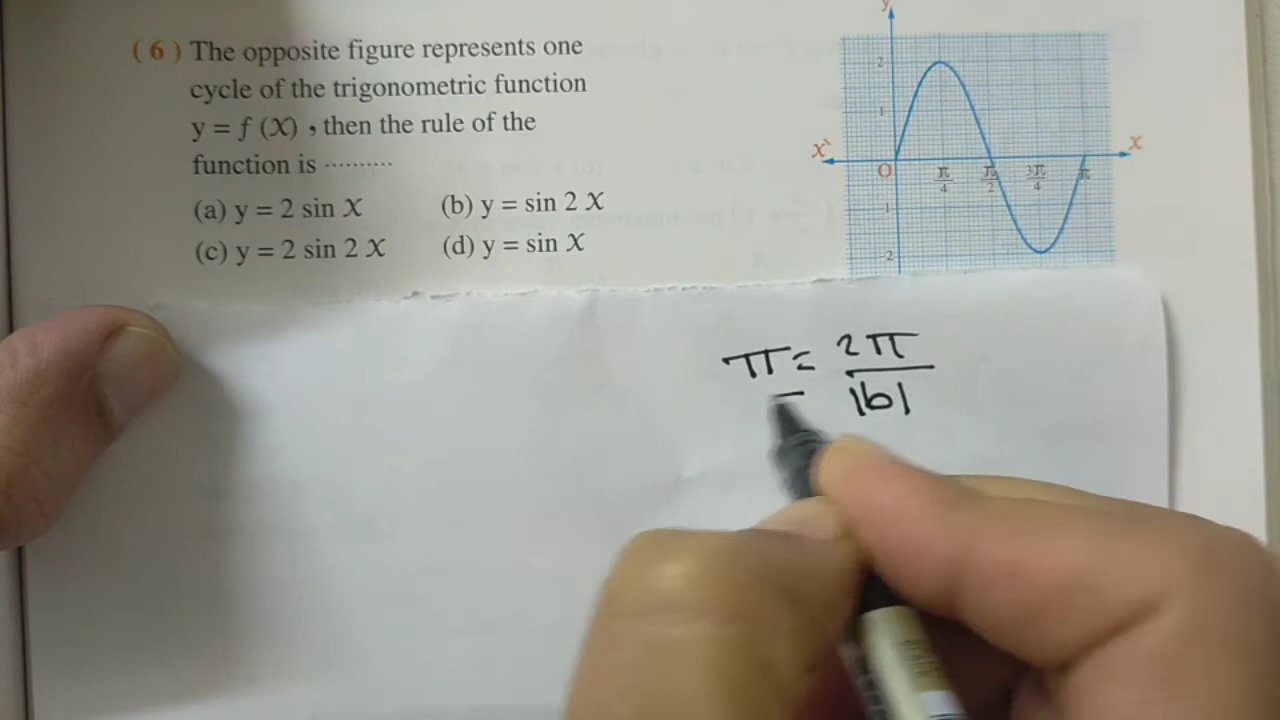 ( 6 ) The opposite figure represents one
cycle of the trigonometric function
y = f (X) , then the rule of the
function is ··········
(a) y = 2 sin X (b) y = sin 2 X
(c) y = 2 sin 2 X (d) y = sin X
y
2
1
X` O π/4 π/2 3π/4 π X
1
-2
π = 2π/|b|